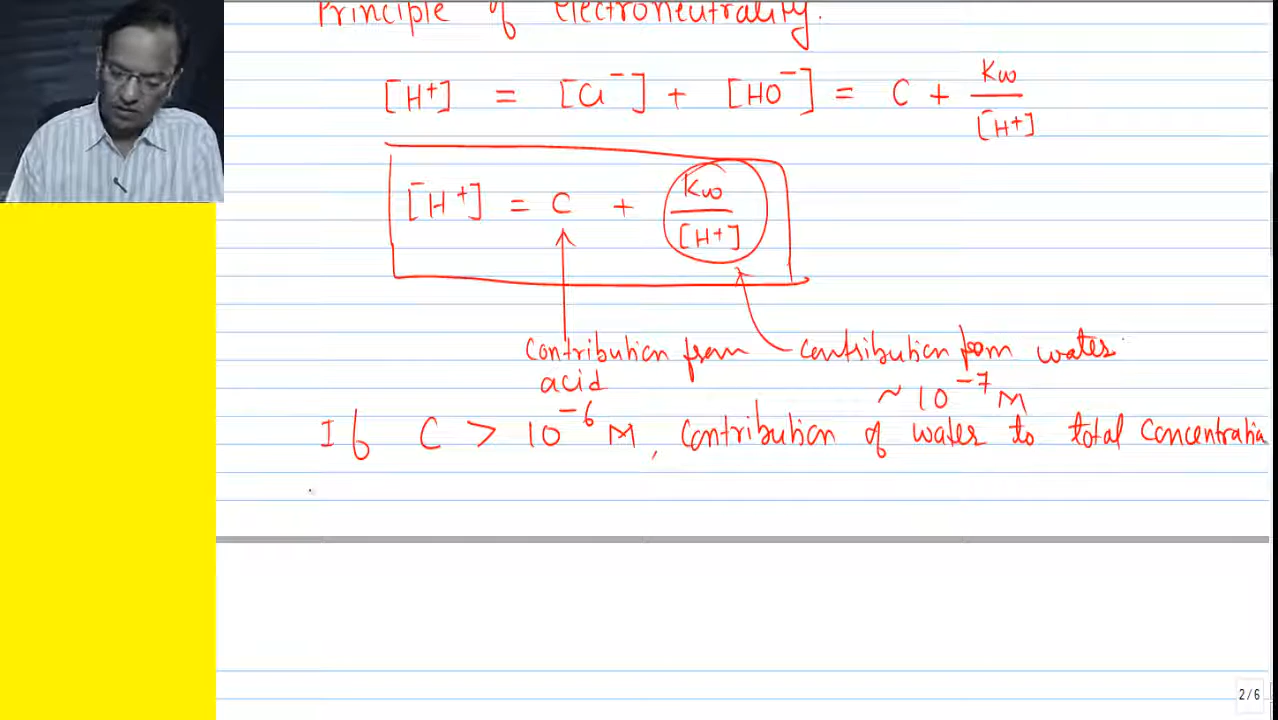 Principle of electroneutrality.
[H+] = [Cl⁻] + [HO⁻] = C + Kw/[H+]
[H+] = C + Kw/[H+]
contribution from contribution from water
acid ~ 10⁻⁷ M
If C > 10⁻⁶ M, contribution of water to total concentratio
2/6